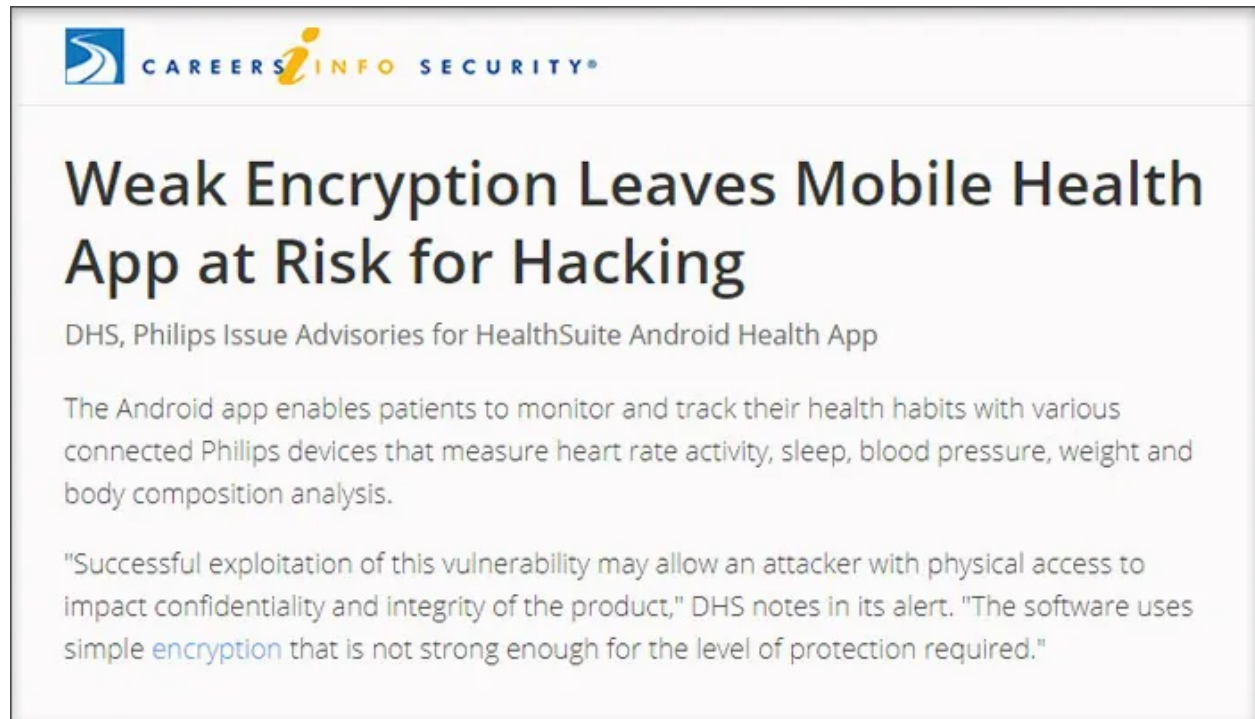 CAREERS INFO SECURITY®
Weak Encryption Leaves Mobile Health
App at Risk for Hacking
DHS, Philips Issue Advisories for HealthSuite Android Health App
The Android app enables patients to monitor and track their health habits with various
connected Philips devices that measure heart rate activity, sleep, blood pressure, weight and
body composition analysis.
"Successful exploitation of this vulnerability may allow an attacker with physical access to
impact confidentiality and integrity of the product," DHS notes in its alert. "The software uses
simple encryption that is not strong enough for the level of protection required."